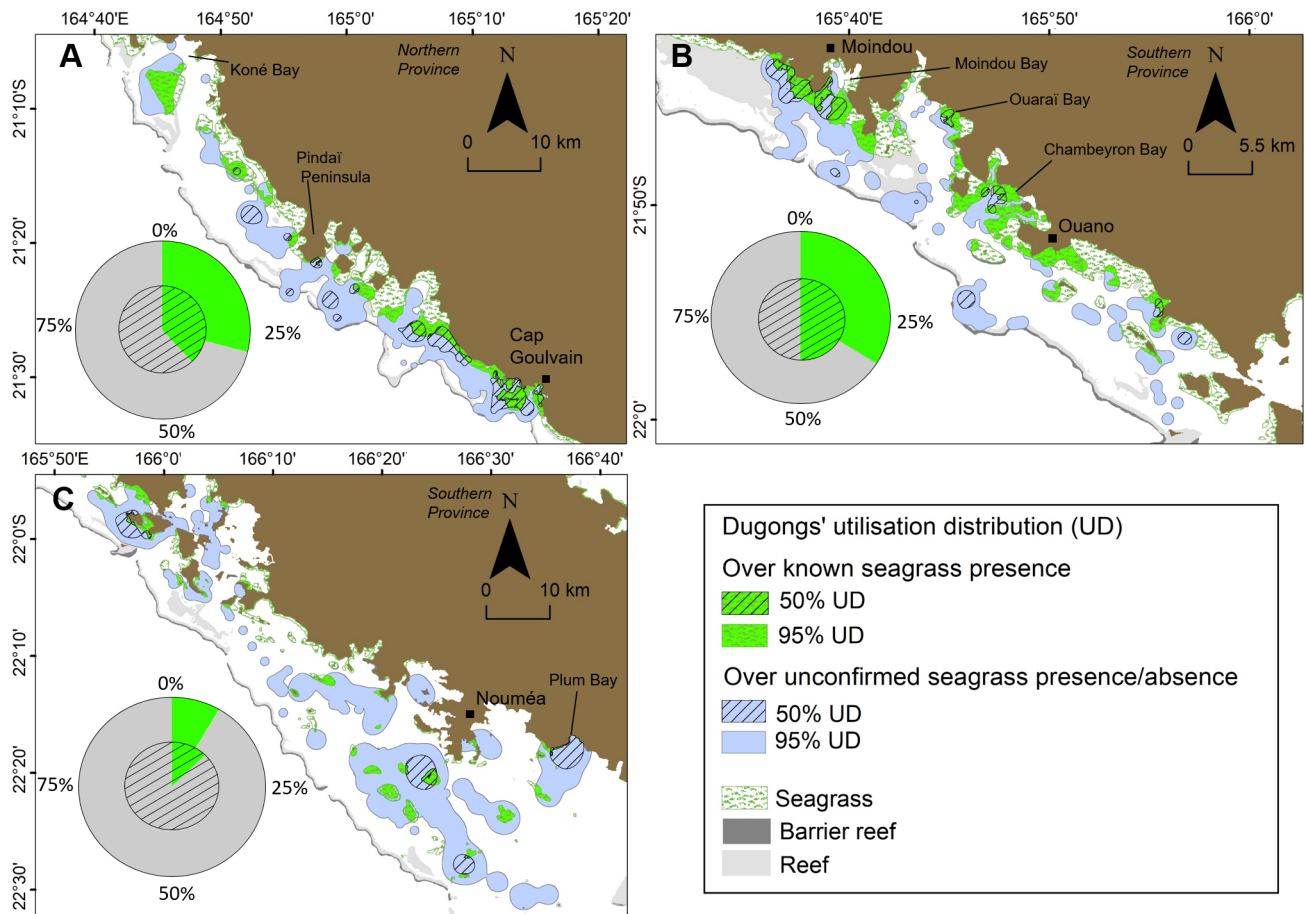 164°40' 164°50' 165°0' 165°10' 165°20'
A
Koné Bay
Northern
Province
N
0 10 km
Pindaï
Peninsula
Cap
Goulvain
21°10'S
21°20'
21°30'
0%
25%
50%
75%
165°40' 165°50' 166°0'
B
Moindou
Moindou Bay
Ouaraï Bay
Chambeyron Bay
Ouano
Southern
Province
N
0 5.5 km
21°50'S
22°0'
0%
25%
50%
75%
165°50'E 166°0' 166°10' 166°20' 166°30' 166°40'
C
Southern
Province
N
0 10 km
Nouméa
Plum Bay
22°0'S
22°10'
22°20'
22°30'
0%
25%
50%
75%
Dugongs' utilisation distribution (UD)
Over known seagrass presence
50% UD
95% UD
Over unconfirmed seagrass presence/absence
50% UD
95% UD
Seagrass
Barrier reef
Reef